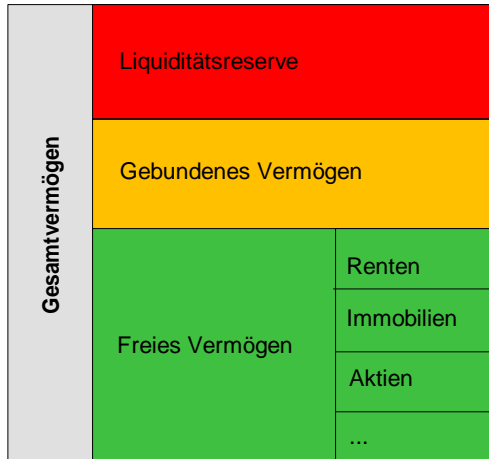 Gesamtvermögen
Liquiditätsreserve
Gebundenes Vermögen
Freies Vermögen
Renten
Immobilien
Aktien
...